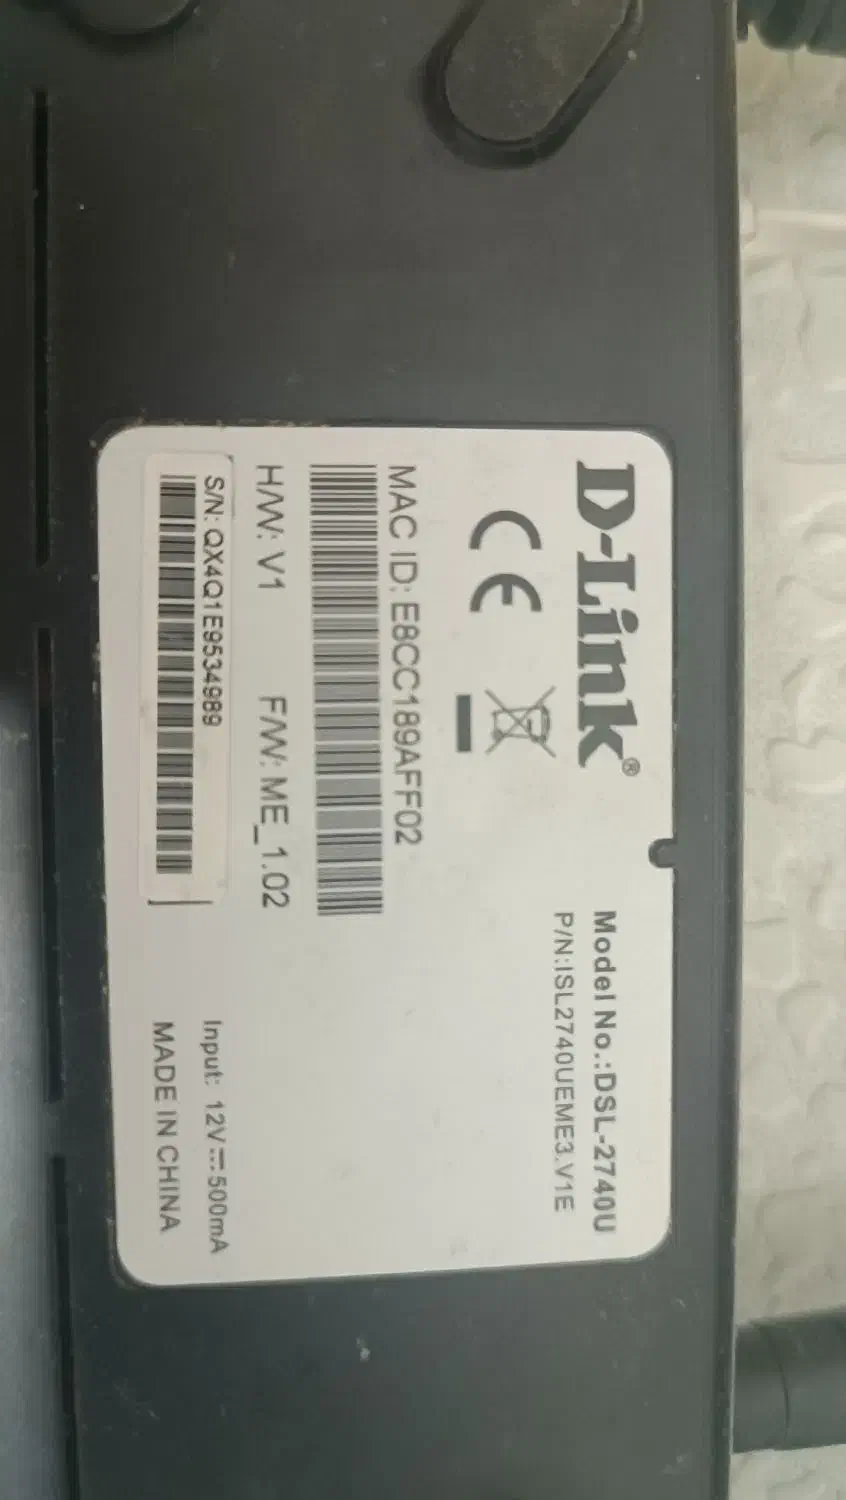 D-Link®
Model No.:DSL-2740U
P/N:ISL2740UEME3.V1E
CE
MAC ID: E8CC189AFF02
H/W: V1 F/W: ME_1.02
S/N: QX4Q1E9534989
Input: 12V⎓500mA
MADE IN CHINA